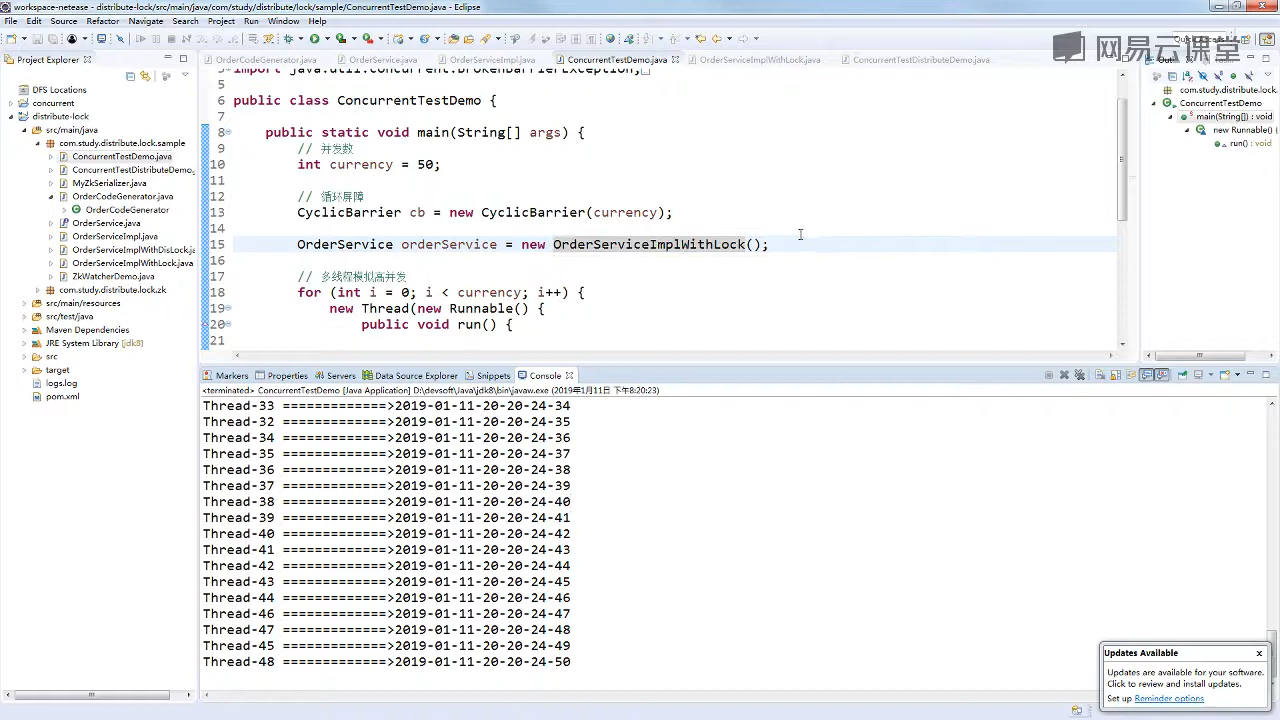 workspace-netease - distribute-lock/src/main/java/com/study/distribute/lock/sample/ConcurrentTestDemo.java - Eclipse
File Edit Source Refactor Navigate Search Project Run Window Help
网易云课堂
Project Explorer
OrderCodeGenerator.java
OrderServiceImpl.java
ConcurrentTestDemo.java
OrderServiceImplWithLock.java
ConcurrentTestDistributeDemo.java
DFS Locations
concurrent
distribute-lock
src/main/java
com.study.distribute.lock.sample
ConcurrentTestDemo.java
ConcurrentTestDistributeDemo.
MyZkSerializer.java
OrderCodeGenerator.java
OrderCodeGenerator
OrderService.java
OrderServiceImpl.java
OrderServiceImplWithDisLock.ja
OrderServiceImplWithLock.java
ZkWatcherDemo.java
com.study.distribute.lock.zk
src/main/resources
src/test/java
Maven Dependencies
JRE System Library [jdk8]
src
target
logs.log
pom.xml
import java.util.concurrent.BrokenBarrierException;
5
6 public class ConcurrentTestDemo {
7
8 public static void main(String[] args) {
9 // 并发数
10 int currency = 50;
11
12 // 循环屏障
13 CyclicBarrier cb = new CyclicBarrier(currency);
14
15 OrderService orderService = new OrderServiceImplWithLock();
16
17 // 多线程模拟高并发
18 for (int i = 0; i < currency; i++) {
19 new Thread(new Runnable() {
20 public void run() {
21
com.study.distribute.lock.
ConcurrentTestDemo
main(String[]) : void
new Runnable()
run() : void
Markers Properties Servers Data Source Explorer Snippets Console
<terminated> ConcurrentTestDemo [Java Application] D:\devsoft\Java\jdk8\bin\javaw.exe (2019年1月11日 下午8:20:23)
Thread-33 =============>2019-01-11-20-20-24-34
Thread-32 =============>2019-01-11-20-20-24-35
Thread-34 =============>2019-01-11-20-20-24-36
Thread-35 =============>2019-01-11-20-20-24-37
Thread-36 =============>2019-01-11-20-20-24-38
Thread-37 =============>2019-01-11-20-20-24-39
Thread-38 =============>2019-01-11-20-20-24-40
Thread-39 =============>2019-01-11-20-20-24-41
Thread-40 =============>2019-01-11-20-20-24-42
Thread-41 =============>2019-01-11-20-20-24-43
Thread-42 =============>2019-01-11-20-20-24-44
Thread-43 =============>2019-01-11-20-20-24-45
Thread-44 =============>2019-01-11-20-20-24-46
Thread-46 =============>2019-01-11-20-20-24-47
Thread-47 =============>2019-01-11-20-20-24-48
Thread-45 =============>2019-01-11-20-20-24-49
Thread-48 =============>2019-01-11-20-20-24-50
Updates Available
Updates are available for your software.
Click to review and install updates.
Set up Reminder options